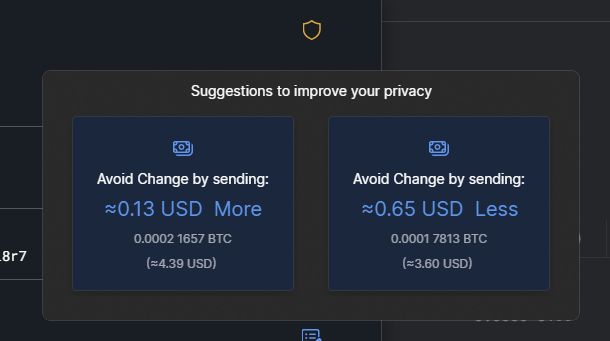 Suggestions to improve your privacy
Avoid Change by sending:
≈0.13 USD More
0.0002 1657 BTC
(≈4.39 USD)
Avoid Change by sending:
≈0.65 USD Less
0.0001 7813 BTC
(≈3.60 USD)
8r7